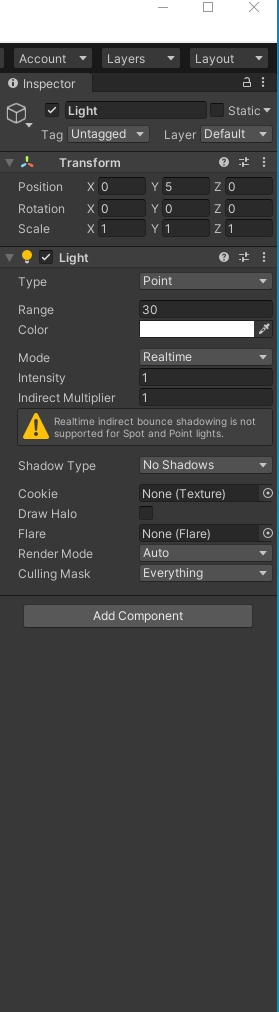 Account Layers Layout
Inspector
Light Static
Tag Untagged Layer Default
Transform
Position X 0 Y 5 Z 0
Rotation X 0 Y 0 Z 0
Scale X 1 Y 1 Z 1
Light
Type Point
Range 30
Color
Mode Realtime
Intensity 1
Indirect Multiplier 1
Realtime indirect bounce shadowing is not
supported for Spot and Point lights.
Shadow Type No Shadows
Cookie None (Texture)
Draw Halo
Flare None (Flare)
Render Mode Auto
Culling Mask Everything
Add Component